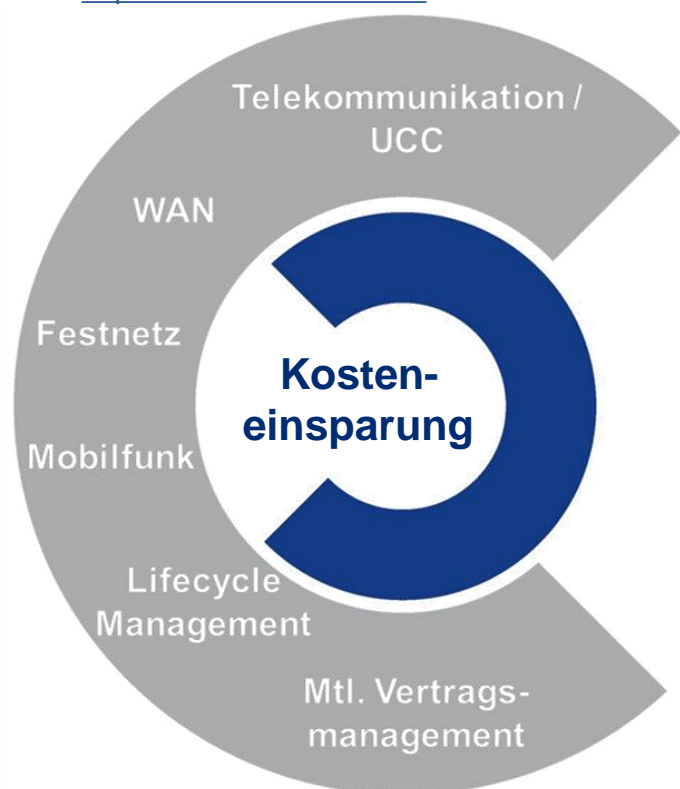 Telekommunikation /
UCC
WAN
Festnetz
Kosten-
einsparung
Mobilfunk
Lifecycle
Management
Mtl. Vertrags-
management